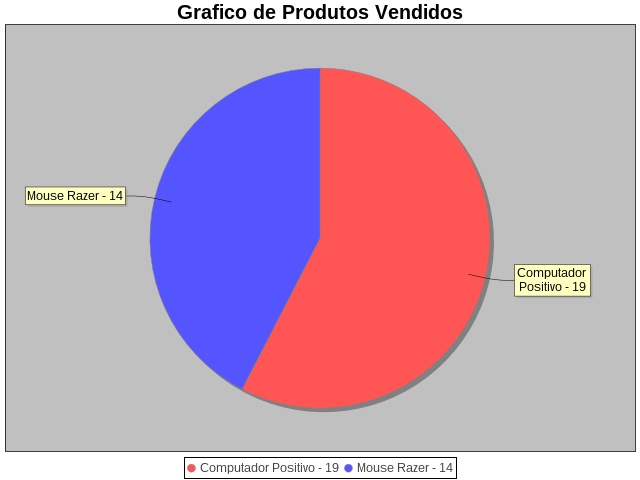 Grafico de Produtos Vendidos
Mouse Razer - 14
Computador
Positivo - 19
Computador Positivo - 19 Mouse Razer - 14